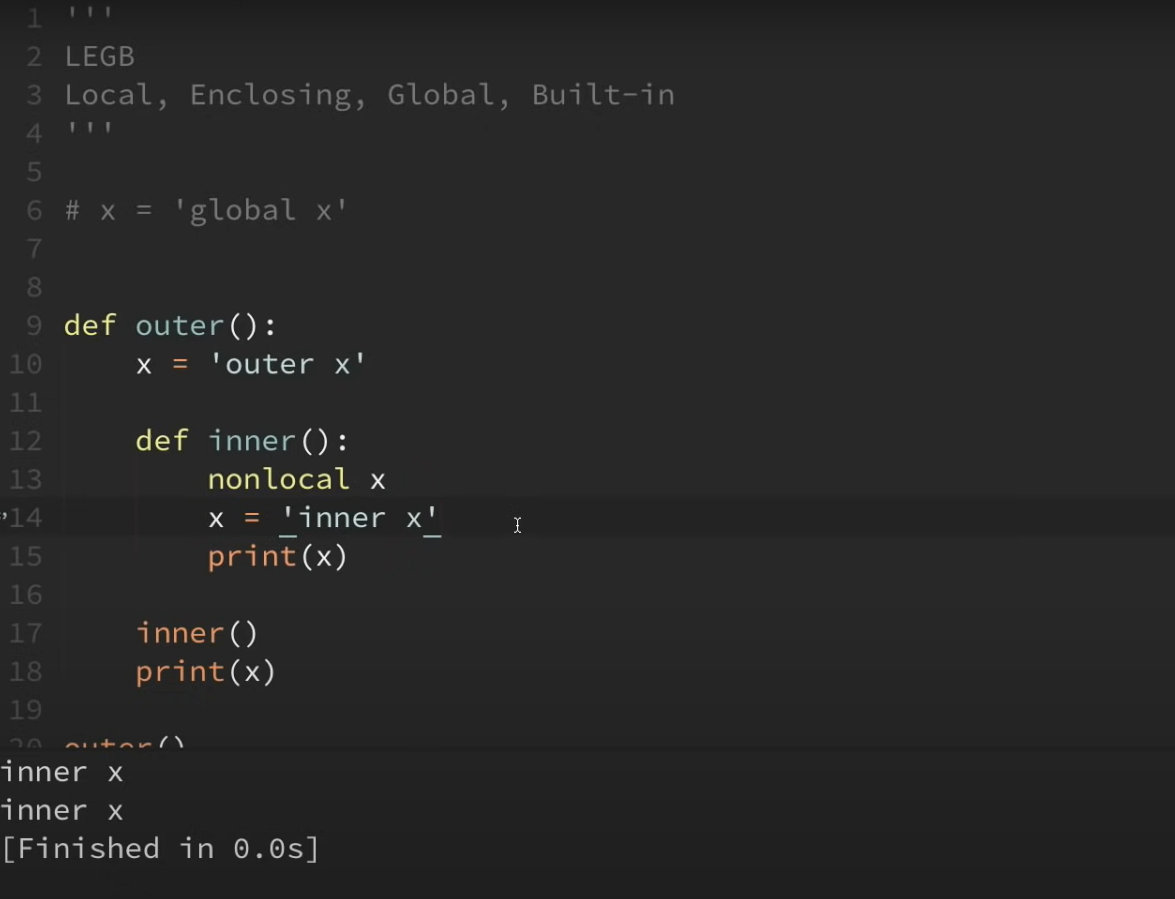 1 '''
2 LEGB
3 Local, Enclosing, Global, Built-in
4 '''
5
6 # x = 'global x'
7
8
9 def outer():
10     x = 'outer x'
11
12     def inner():
13         nonlocal x
14         x = 'inner x'
15         print(x)
16
17     inner()
18     print(x)
19
20 outer()
inner x
inner x
[Finished in 0.0s]